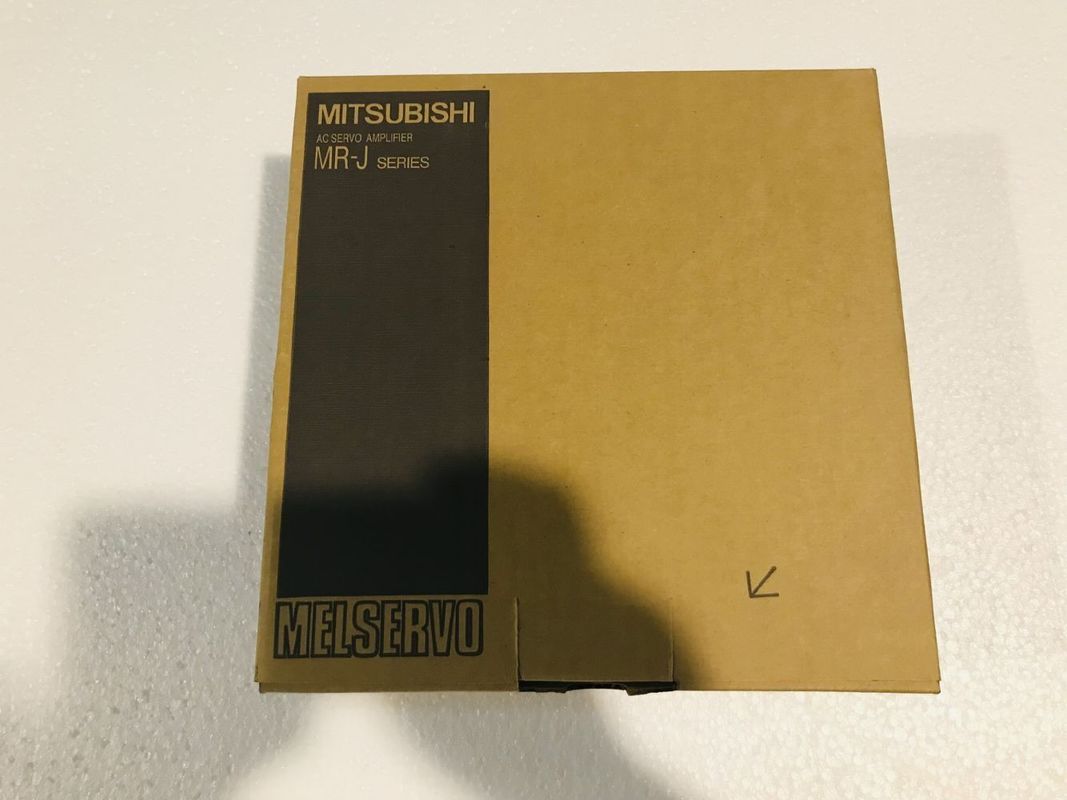 MITSUBISHI
AC SERVO AMPLIFIER
MR-J SERIES
MELSERVO